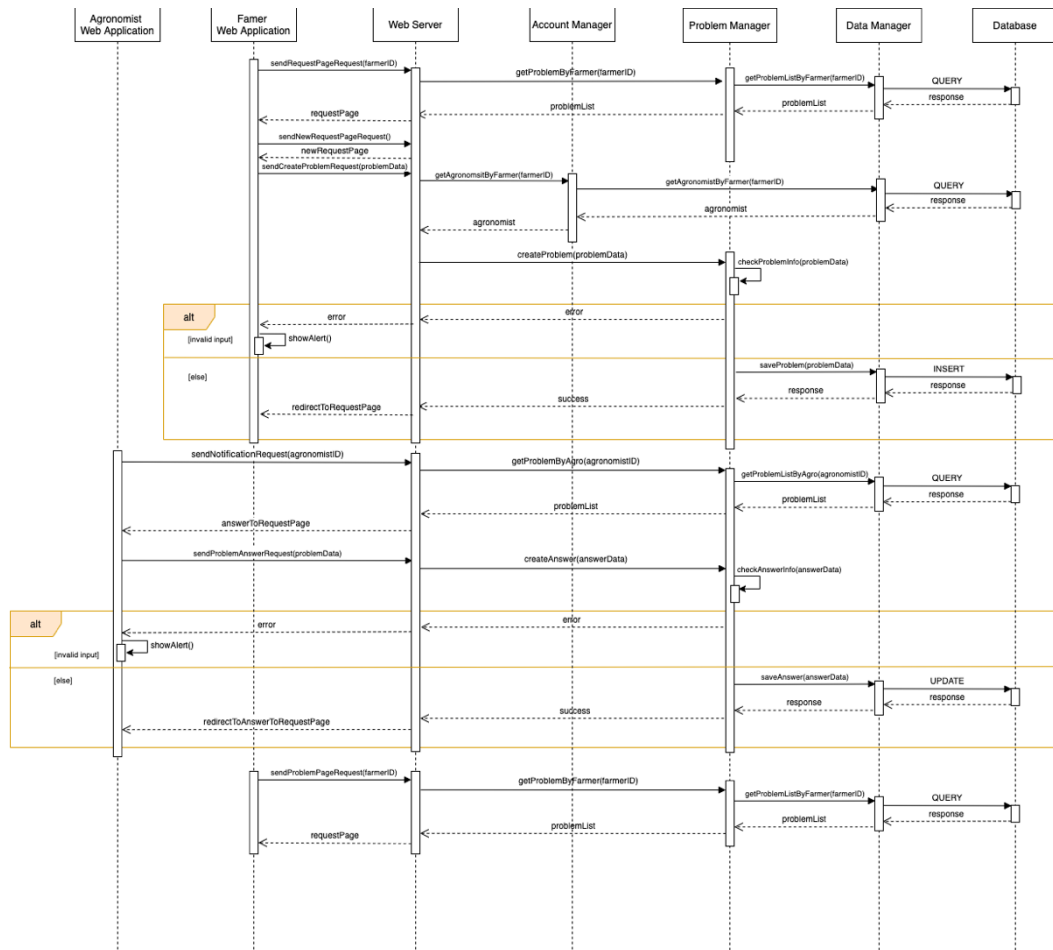 Agronomist
Web Application
Famer
Web Application
Web Server
Account Manager
Problem Manager
Data Manager
Database
sendRequestPageRequest(farmerID)
getProblemByFarmer(farmerID)
getProblemListByFarmer(farmerID)
QUERY
response
problemList
problemList
requestPage
sendNewRequestPageRequest()
newRequestPage
sendCreateProblemRequest(problemData)
getAgronomsitByFarmer(farmerID)
getAgronomistByFarmer(farmerID)
QUERY
response
agronomist
agronomist
createProblem(problemData)
checkProblemInfo(problemData)
alt
error
error
[invalid input]
showAlert()
[else]
saveProblem(problemData)
INSERT
response
response
success
redirectToRequestPage
sendNotificationRequest(agronomistID)
getProblemByAgro(agronomistID)
getProblemListByAgro(agronomistID)
QUERY
response
problemList
problemList
answerToRequestPage
sendProblemAnswerRequest(problemData)
createAnswer(answerData)
checkAnswerInfo(answerData)
alt
error
error
showAlert()
[invalid input]
[else]
saveAnswer(answerData)
UPDATE
response
response
success
redirectToAnswerToRequestPage
sendProblemPageRequest(farmerID)
getProblemByFarmer(farmerID)
getProblemListByFarmer(farmerID)
QUERY
response
problemList
problemList
requestPage